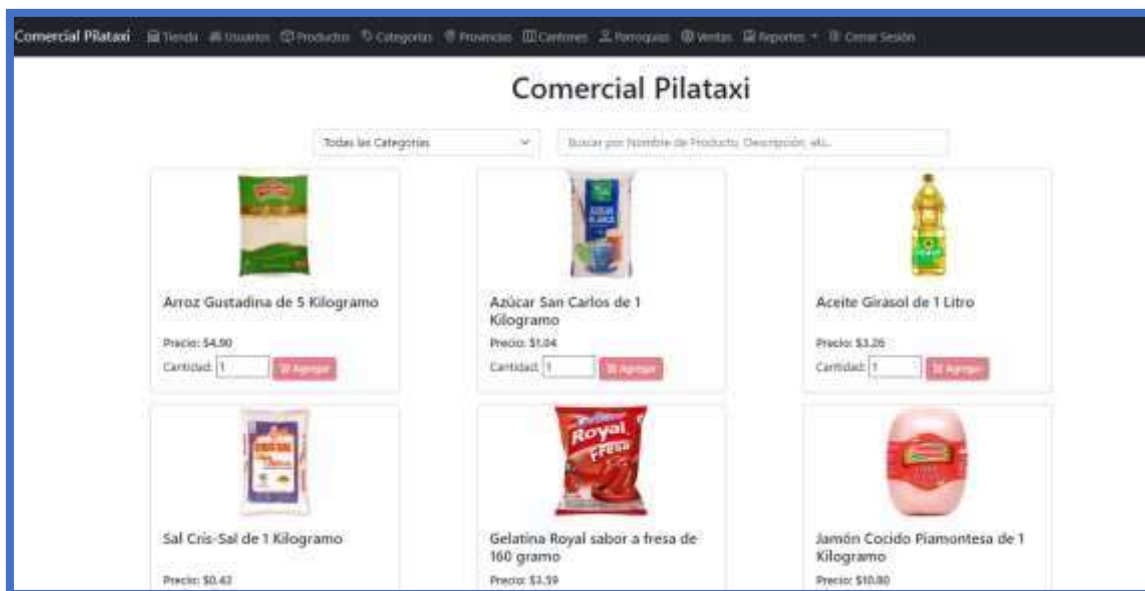 Comercial Pilataxi Tienda Usuarios Productos Categorías Provincias Cantones Parroquias Ventas Reportes Cerrar Sesión
Comercial Pilataxi
Todas las Categorías
Buscar por Nombre de Producto, Descripción, etc.
Arroz Gustadina de 5 Kilogramo
Precio: $4.90
Cantidad: 1 Agregar
Azúcar San Carlos de 1
Kilogramo
Precio: $1.04
Cantidad: 1 Agregar
Aceite Girasol de 1 Litro
Precio: $3.26
Cantidad: 1 Agregar
Sal Cris-Sal de 1 Kilogramo
Precio: $0.42
Royal
Fresa
Gelatina Royal sabor a fresa de
160 gramo
Precio: $3.59
Jamón Cocido Piamontesa de 1
Kilogramo
Precio: $10.80